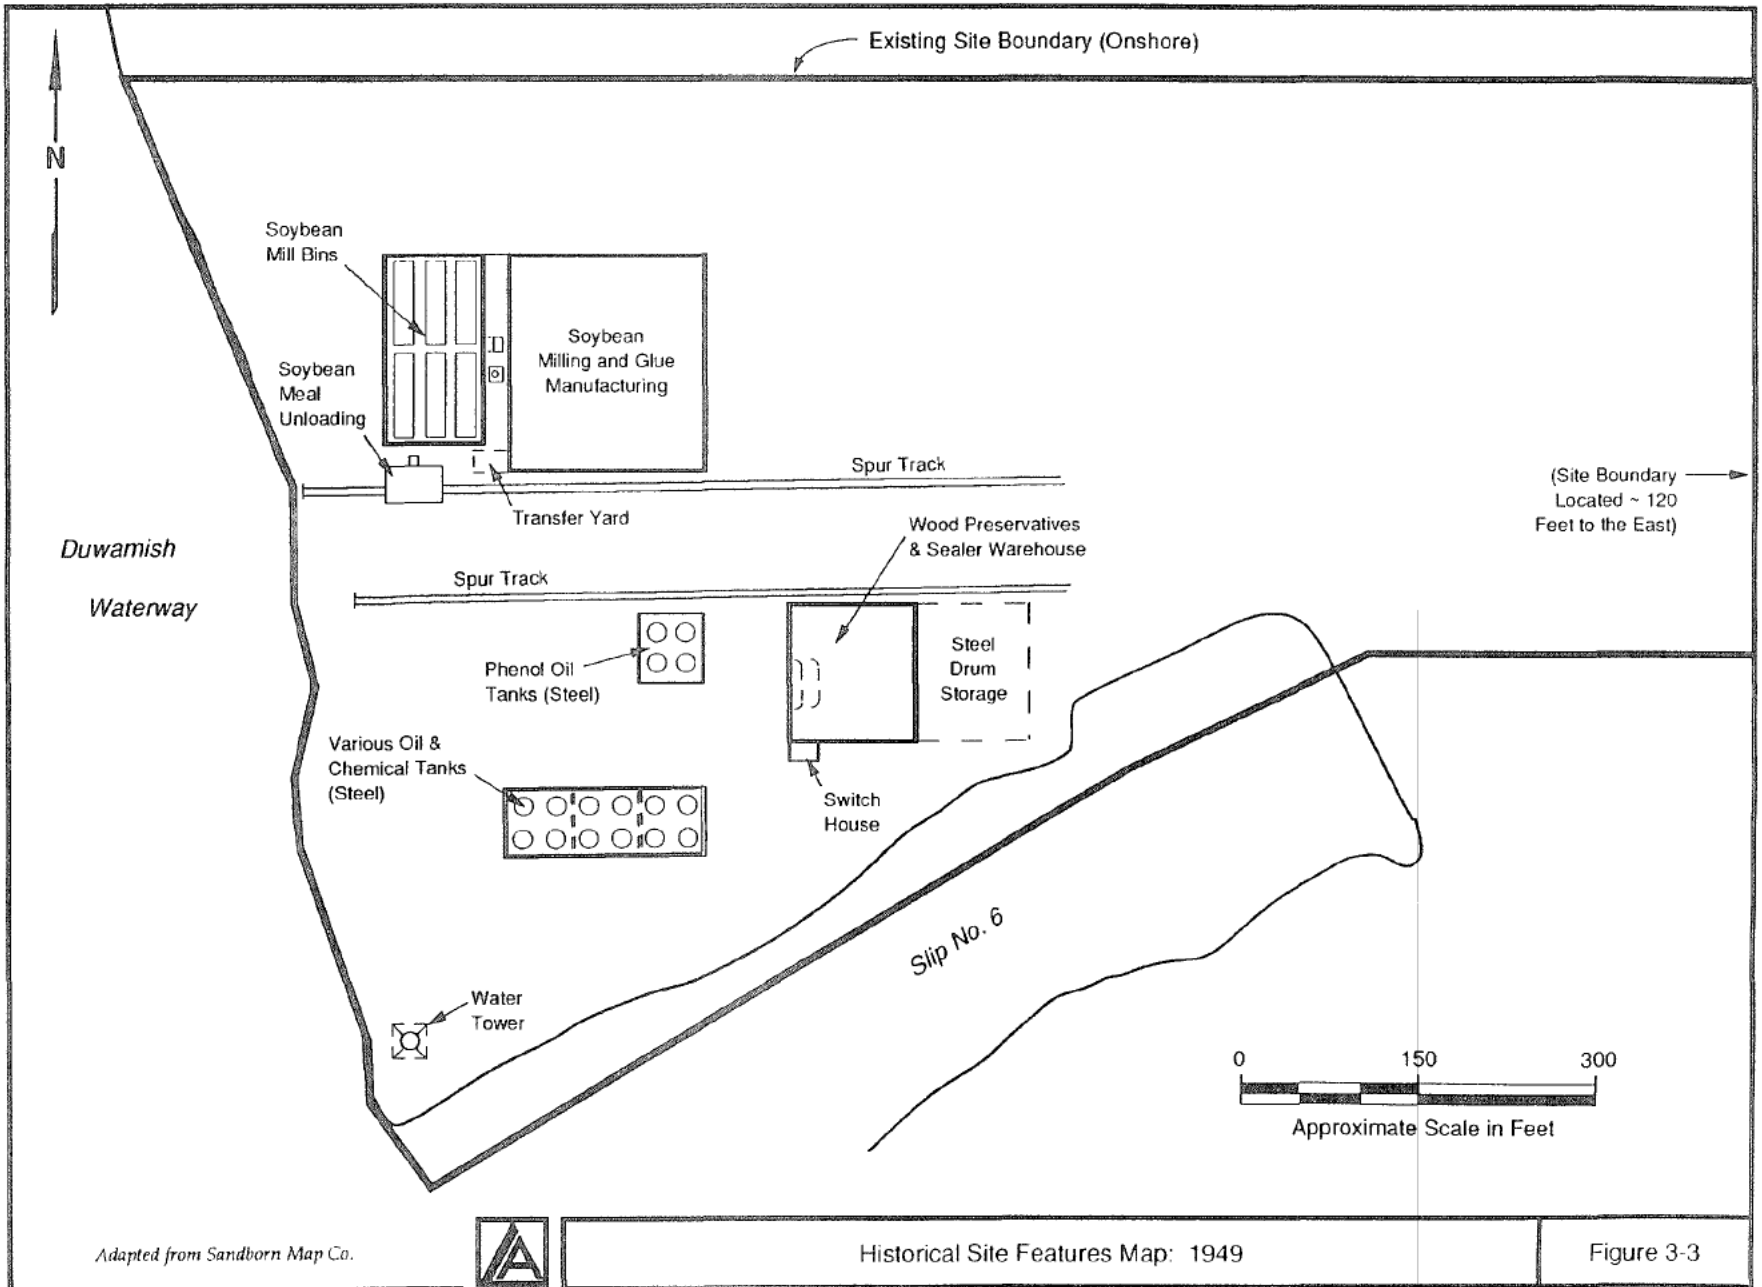 Existing Site Boundary (Onshore)
N
Soybean
Mill Bins
Soybean
Milling and Glue
Manufacturing
Soybean
Meal
Unloading
Spur Track
(Site Boundary
Located ~ 120
Feet to the East)
Transfer Yard
Wood Preservatives
& Sealer Warehouse
Duwamish
Waterway
Spur Track
Steel
Drum
Storage
Phenol Oil
Tanks (Steel)
Various Oil &
Chemical Tanks
(Steel)
Switch
House
Slip No. 6
Water
Tower
0 150 300
Approximate Scale in Feet
Adapted from Sandborn Map Co.
Historical Site Features Map: 1949
Figure 3-3